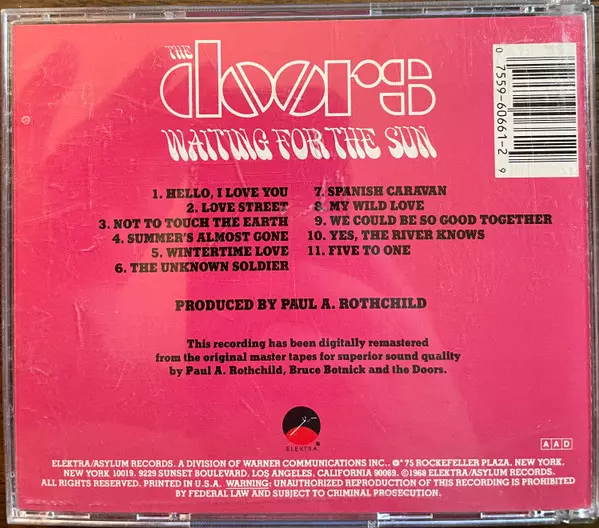 THE
doors
WAITING FOR THE SUN
1. HELLO, I LOVE YOU
2. LOVE STREET
3. NOT TO TOUCH THE EARTH
4. SUMMER'S ALMOST GONE
5. WINTERTIME LOVE
6. THE UNKNOWN SOLDIER
7. SPANISH CARAVAN
8. MY WILD LOVE
9. WE COULD BE SO GOOD TOGETHER
10. YES, THE RIVER KNOWS
11. FIVE TO ONE
PRODUCED BY PAUL A. ROTHCHILD
This recording has been digitally remastered
from the original master tapes for superior sound quality
by Paul A. Rothchild, Bruce Botnick and the Doors.
ELEKTRA
AAD
ELEKTRA/ASYLUM RECORDS. A DIVISION OF WARNER COMMUNICATIONS INC., ℗* 75 ROCKEFELLER PLAZA. NEW YORK.
NEW YORK 10019. 9229 SUNSET BOULEVARD. LOS ANGELES. CALIFORNIA 90069. ©1968 ELEKTRA/ASYLUM RECORDS.
ALL RIGHTS RESERVED. PRINTED IN U.S.A. WARNING: UNAUTHORIZED REPRODUCTION OF THIS RECORDING IS PROHIBITED
BY FEDERAL LAW AND SUBJECT TO CRIMINAL PROSECUTION.
0 7559-60661-2 9